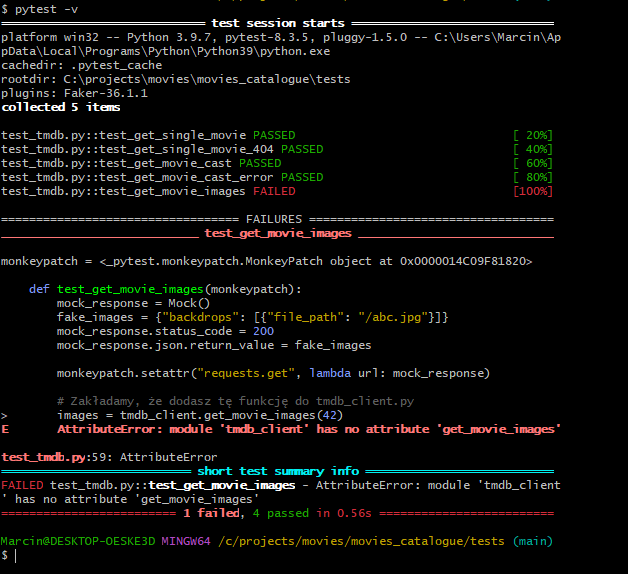 $ pytest -v
============================= test session starts =============================
platform win32 -- Python 3.9.7, pytest-8.3.5, pluggy-1.5.0 -- C:\Users\Marcin\Ap
pData\Local\Programs\Python\Python39\python.exe
cachedir: .pytest_cache
rootdir: C:\projects\movies\movies_catalogue\tests
plugins: Faker-36.1.1
collected 5 items
test_tmdb.py::test_get_single_movie PASSED [ 20%]
test_tmdb.py::test_get_single_movie_404 PASSED [ 40%]
test_tmdb.py::test_get_movie_cast PASSED [ 60%]
test_tmdb.py::test_get_movie_cast_error PASSED [ 80%]
test_tmdb.py::test_get_movie_images FAILED [100%]
================================== FAILURES ===================================
____________________________ test_get_movie_images ____________________________
monkeypatch = <_pytest.monkeypatch.MonkeyPatch object at 0x0000014C09F81820>
    def test_get_movie_images(monkeypatch):
        mock_response = Mock()
        fake_images = {"backdrops": [{"file_path": "/abc.jpg"}]}
        mock_response.status_code = 200
        mock_response.json.return_value = fake_images
        monkeypatch.setattr("requests.get", lambda url: mock_response)
        # Zakładamy, że dodasz tę funkcję do tmdb_client.py
>       images = tmdb_client.get_movie_images(42)
E       AttributeError: module 'tmdb_client' has no attribute 'get_movie_images'
test_tmdb.py:59: AttributeError
=========================== short test summary info ===========================
FAILED test_tmdb.py::test_get_movie_images - AttributeError: module 'tmdb_client
' has no attribute 'get_movie_images'
========================= 1 failed, 4 passed in 0.56s =========================
Marcin@DESKTOP-OESKE3D MINGW64 /c/projects/movies/movies_catalogue/tests (main)
$